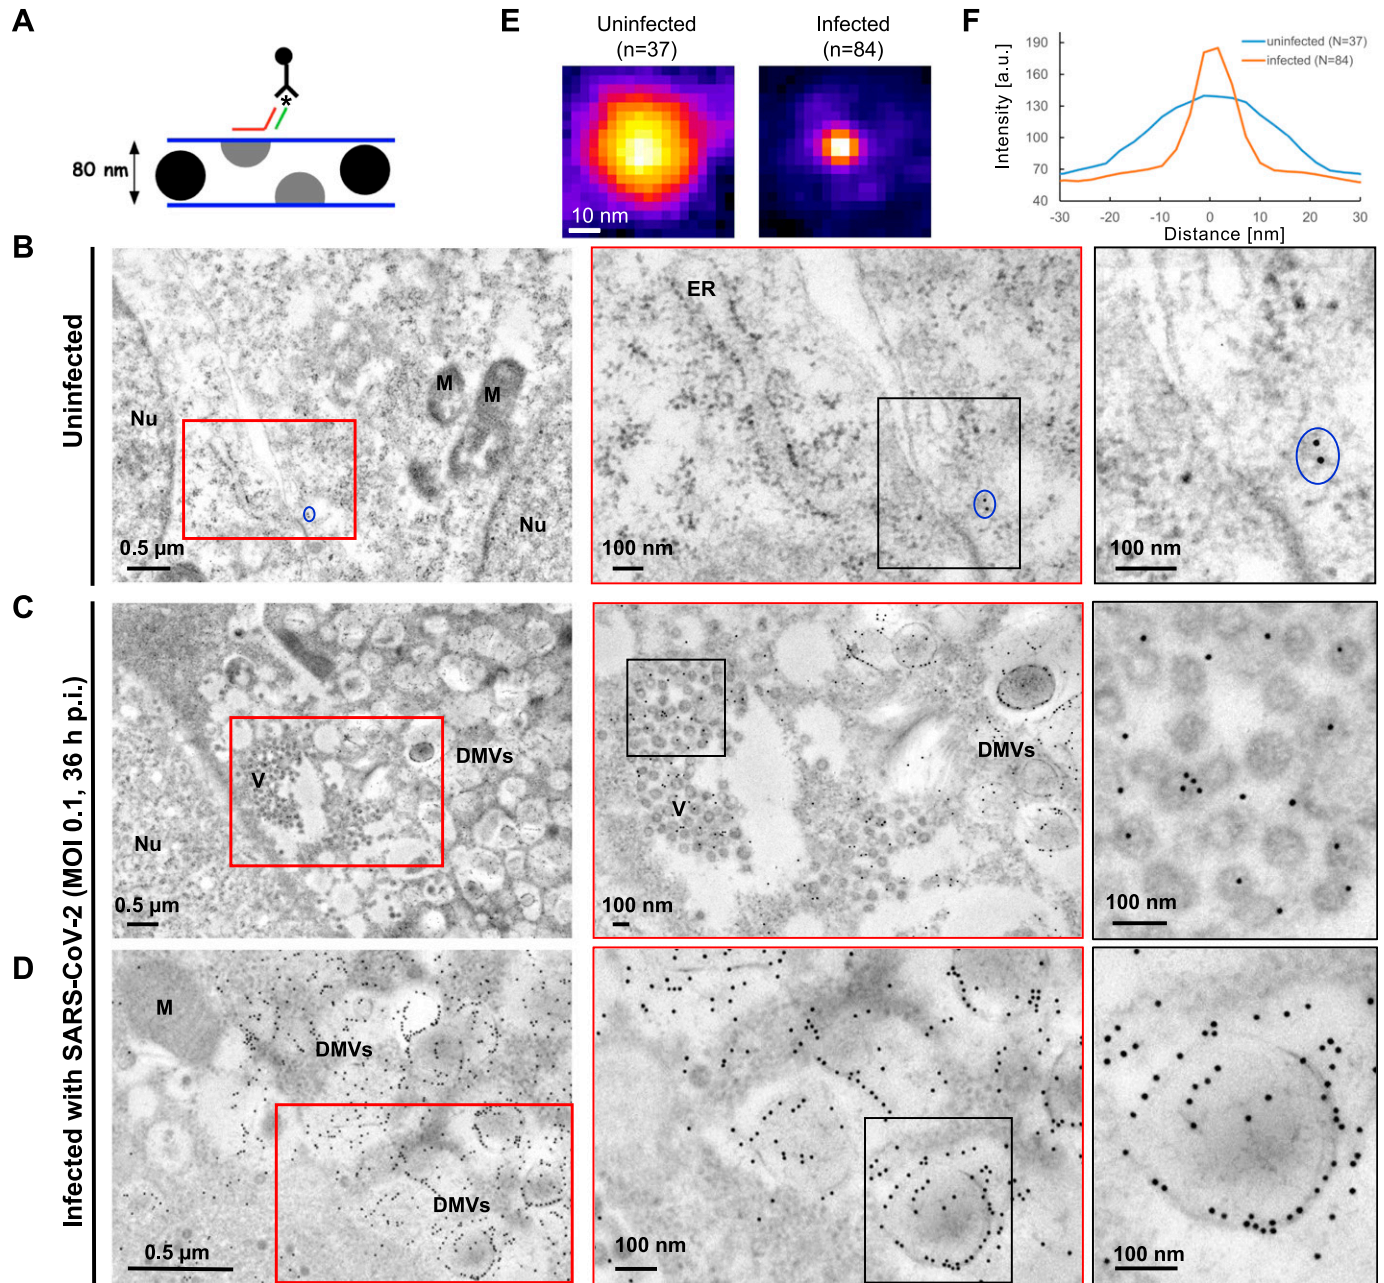 A
*
80 nm
E
Uninfected
(n=37)
Infected
(n=84)
10 nm
F
Intensity [a.u.]
190
160
130
100
70
40
-30
-20
-10
0
10
20
30
Distance [nm]
uninfected (N=37)
infected (N=84)
B
Uninfected
Nu
M
M
Nu
0.5 µm
ER
100 nm
100 nm
C
Infected with SARS-CoV-2 (MOI 0.1, 36 h p.i.)
V
DMVs
Nu
0.5 µm
V
DMVs
100 nm
100 nm
D
M
DMVs
DMVs
0.5 µm
100 nm
100 nm